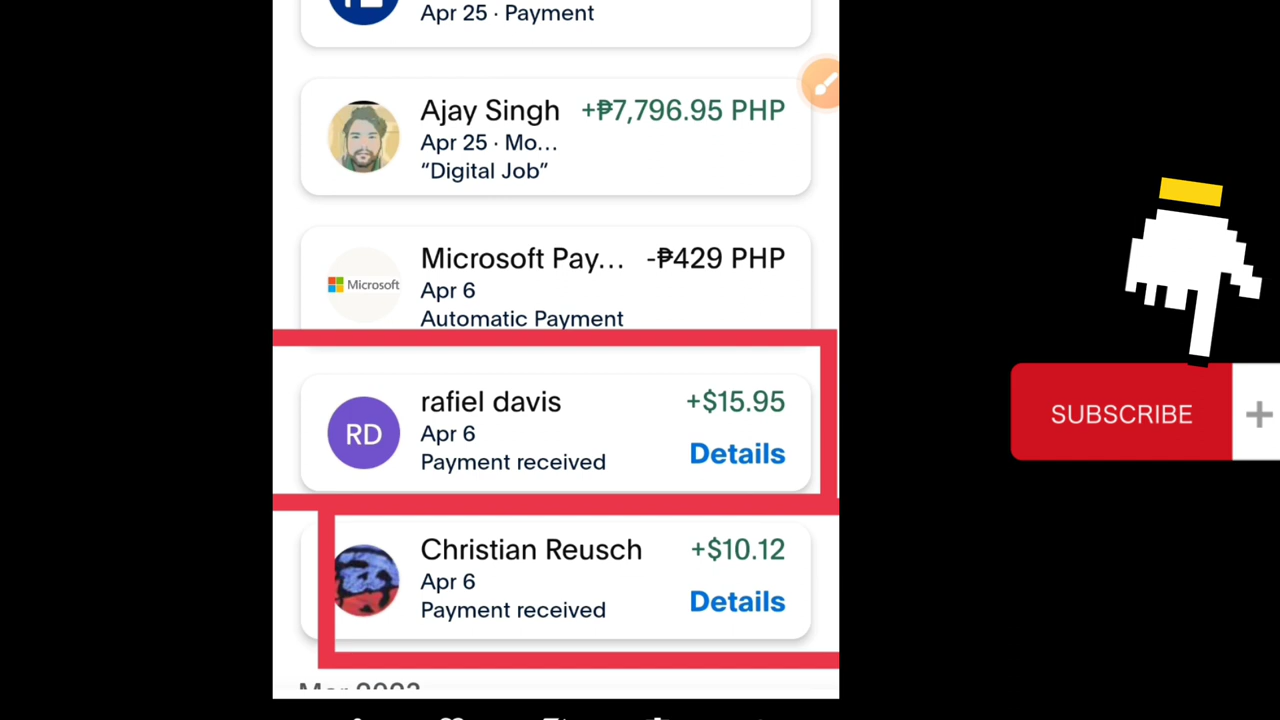 Apr 25 · Payment
Ajay Singh +₱7,796.95 PHP
Apr 25 · Mo...
“Digital Job”
Microsoft Pay... -₱429 PHP
Microsoft
Apr 6
Automatic Payment
rafiel davis +$15.95
RD
Apr 6
Payment received Details
SUBSCRIBE +
Christian Reusch +$10.12
Apr 6
Payment received Details